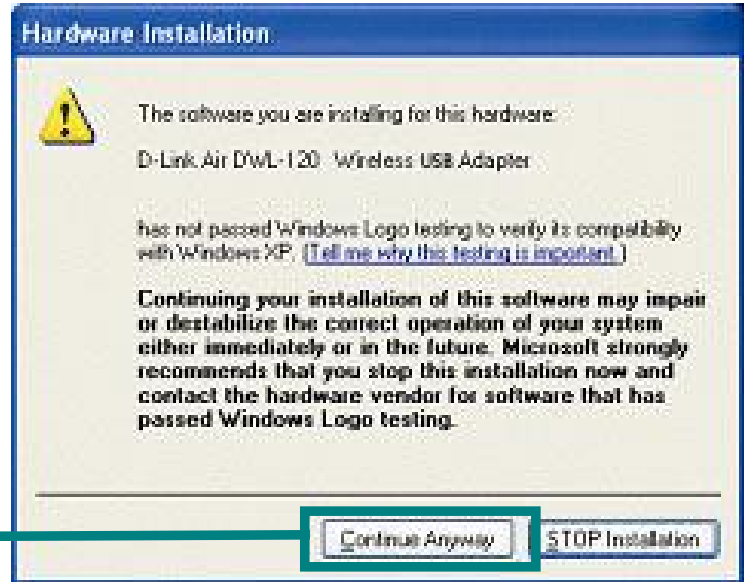 Hardware Installation
The software you are installing for this hardware:
D-Link Air DWL-120 Wireless USB Adapter
has not passed Windows Logo testing to verify its compatibility
with Windows XP. (Tell me why this testing is important.)
Continuing your installation of this software may impair
or destabilize the correct operation of your system
either immediately or in the future. Microsoft strongly
recommends that you stop this installation now and
contact the hardware vendor for software that has
passed Windows Logo testing.
Continue Anyway
STOP Installation